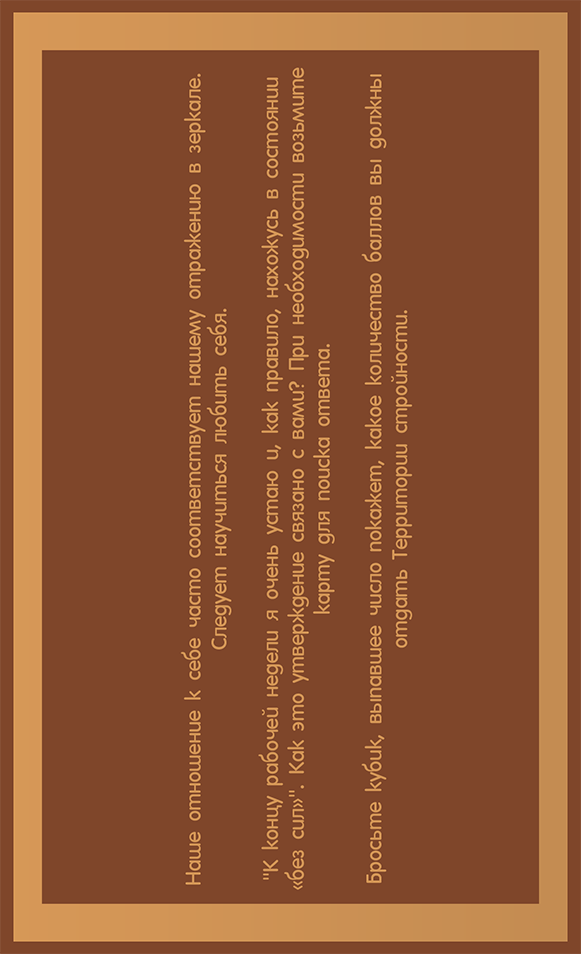 Наше отношение к себе часто соответствует нашему отражению в зеркале.
Следует научиться любить себя.
"К концу рабочей недели я очень устаю и, как правило, нахожусь в состоянии
«без сил»". Как это утверждение связано с вами? При необходимости возьмите
карту для поиска ответа.
Бросьте кубик, выпавшее число покажет, какое количество баллов вы должны
отдать Территории стройности.